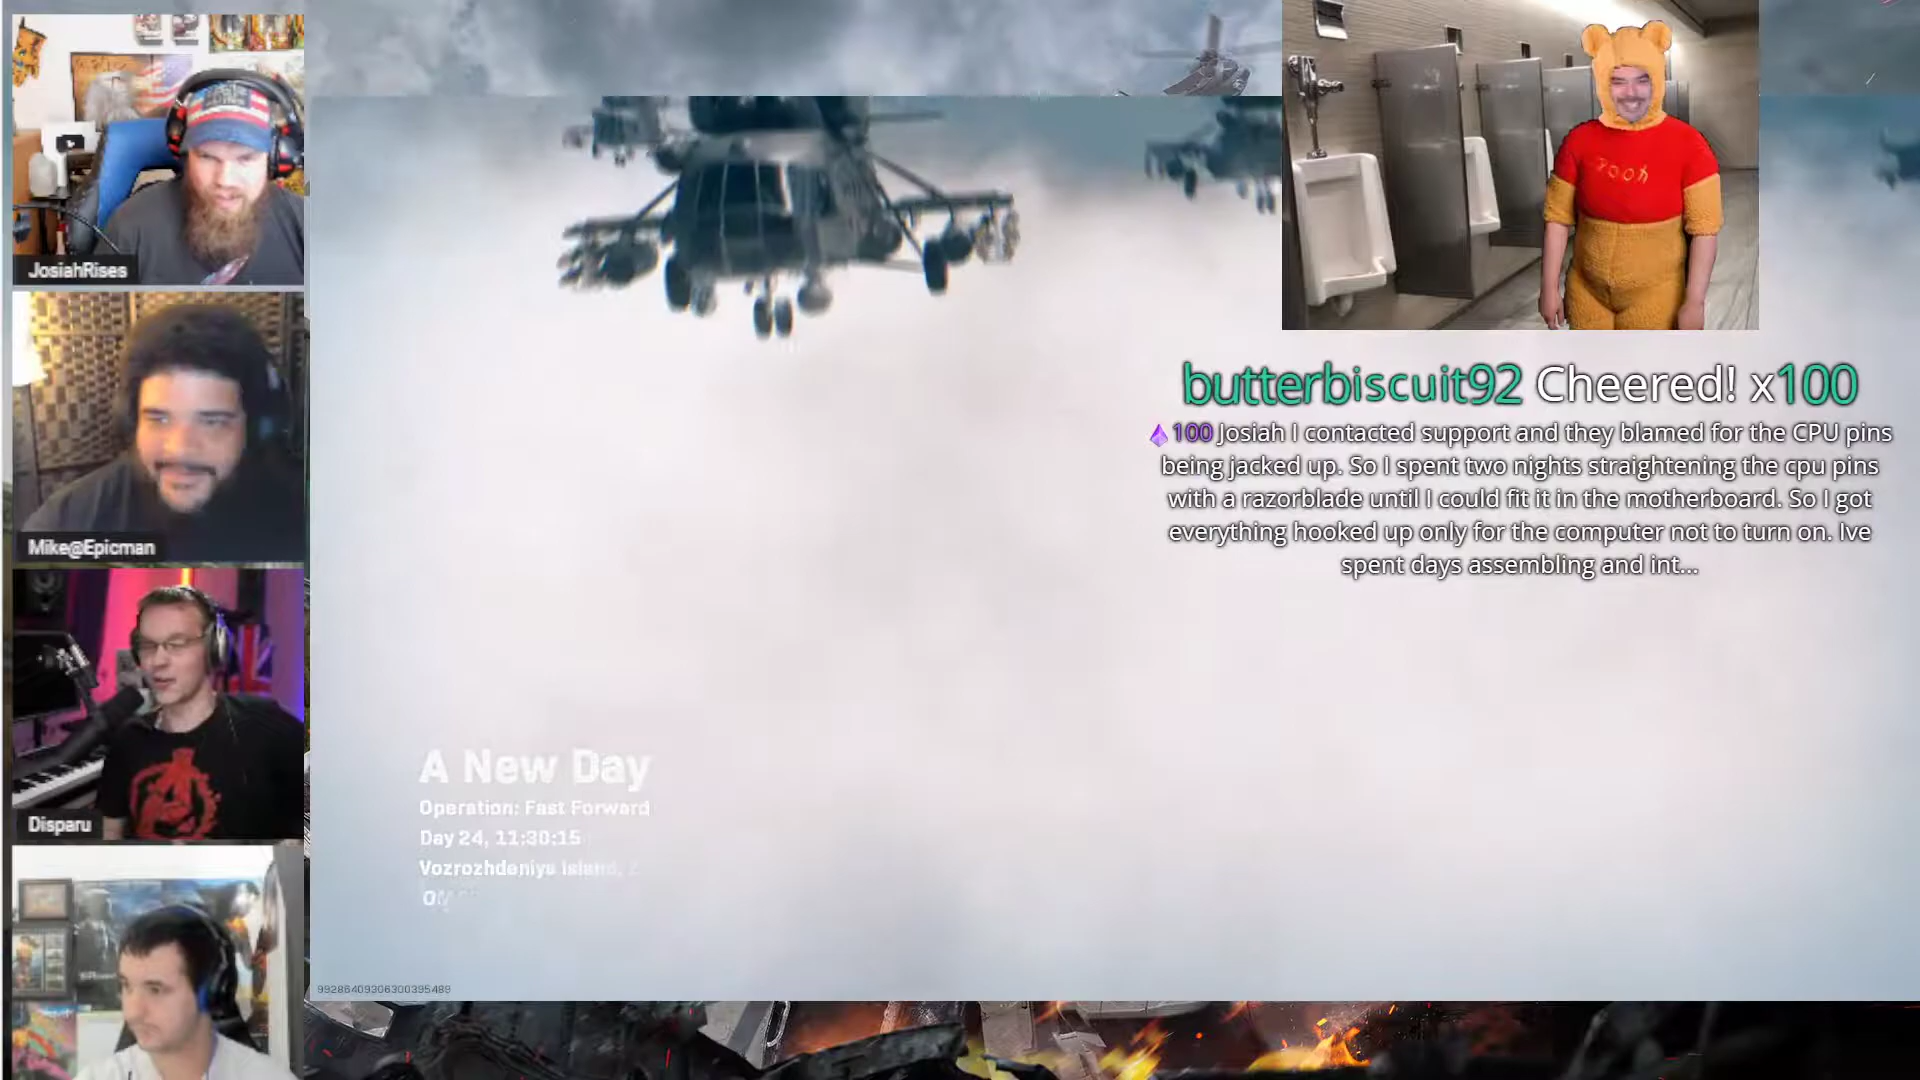 JosiahRises
Mike@Epicman
Disparu
Pooh
butterbiscuit92 Cheered! x100
100 Josiah I contacted support and they blamed for the CPU pins
being jacked up. So I spent two nights straightening the cpu pins
with a razorblade until I could fit it in the motherboard. So I got
everything hooked up only for the computer not to turn on. Ive
spent days assembling and int...
A New Day
Operation: Fast Forward
Day 24, 11:30:15
Vozrozhdeniye Island,
99286409306300395489